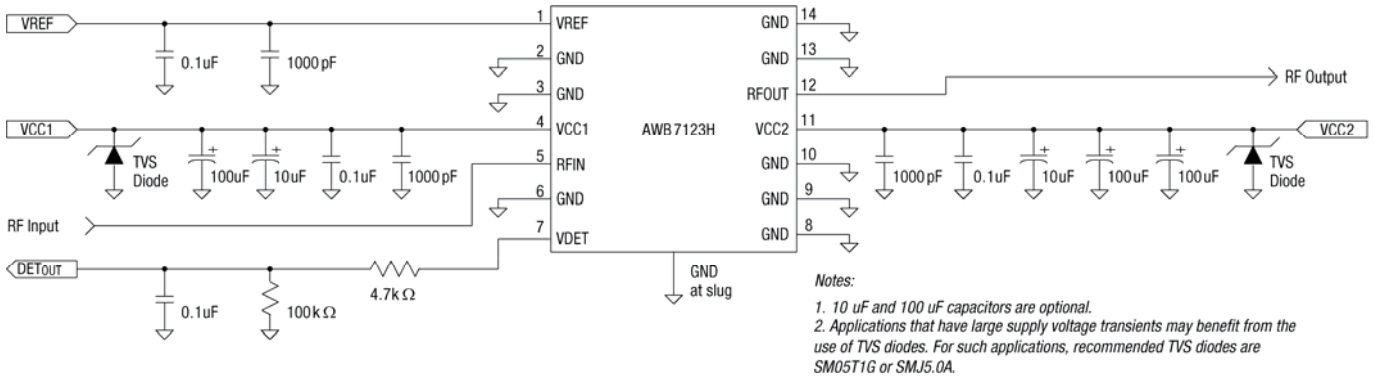 VREF
0.1uF
1000 pF
1
VREF
2
GND
3
GND
VCC1
TVS
Diode
100uF
+
10uF
+
0.1uF
1000 pF
4
VCC1
5
RFIN
RF Input
6
GND
7
VDET
DETOUT
0.1uF
100k Ω
4.7k Ω
AWB 7123H
GND
at slug
GND
14
GND
13
RFOUT
12
RF Output
VCC2
11
VCC2
GND
10
GND
9
GND
8
1000 pF
0.1uF
10uF
+
100uF
+
100uF
+
TVS
Diode
Notes:
1. 10 uF and 100 uF capacitors are optional.
2. Applications that have large supply voltage transients may benefit from the
use of TVS diodes. For such applications, recommended TVS diodes are
SM05T1G or SMJ5.0A.